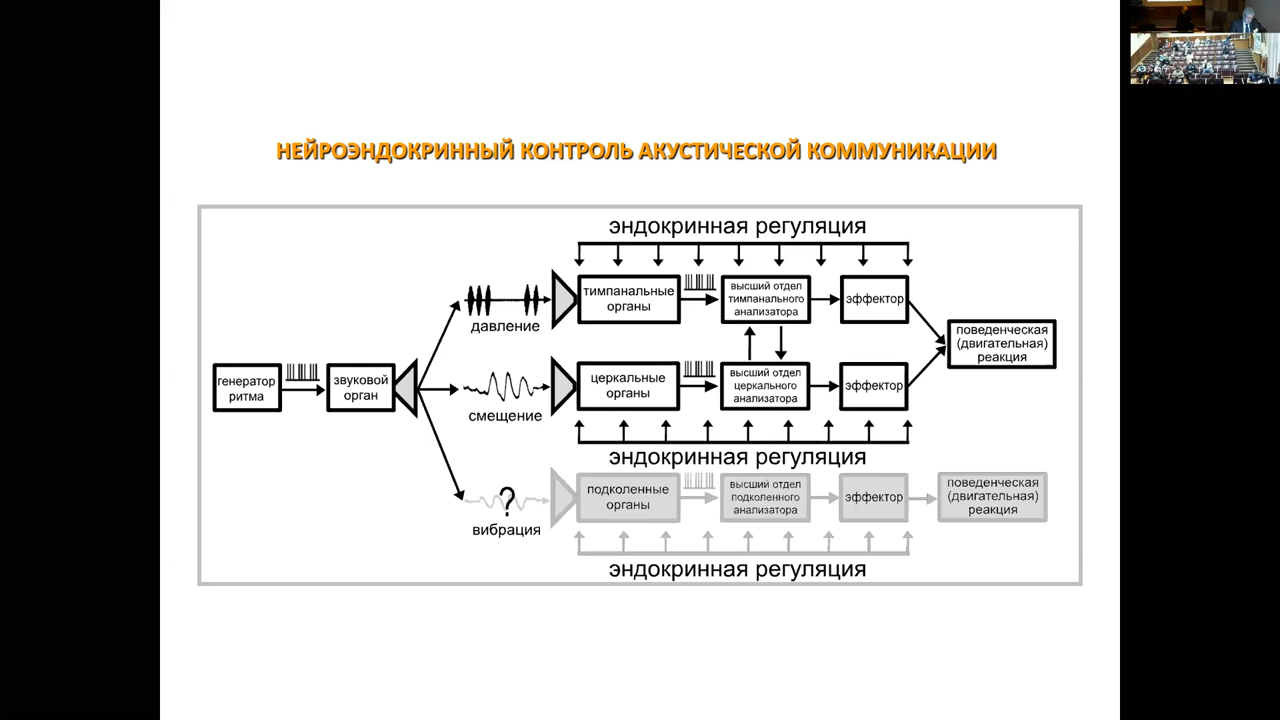 НЕЙРОЭНДОКРИННЫЙ КОНТРОЛЬ АКУСТИЧЕСКОЙ КОММУНИКАЦИИ
эндокринная регуляция
тимпанальные
органы
высший отдел
тимпанального
анализатора
эффектор
давление
поведенческая
(двигательная)
реакция
генератор
ритма
звуковой
орган
церкальные
органы
высший отдел
церкального
анализатора
эффектор
смещение
эндокринная регуляция
?
вибрация
подколенные
органы
высший отдел
подколенного
анализатора
эффектор
поведенческая
(двигательная)
реакция
эндокринная регуляция